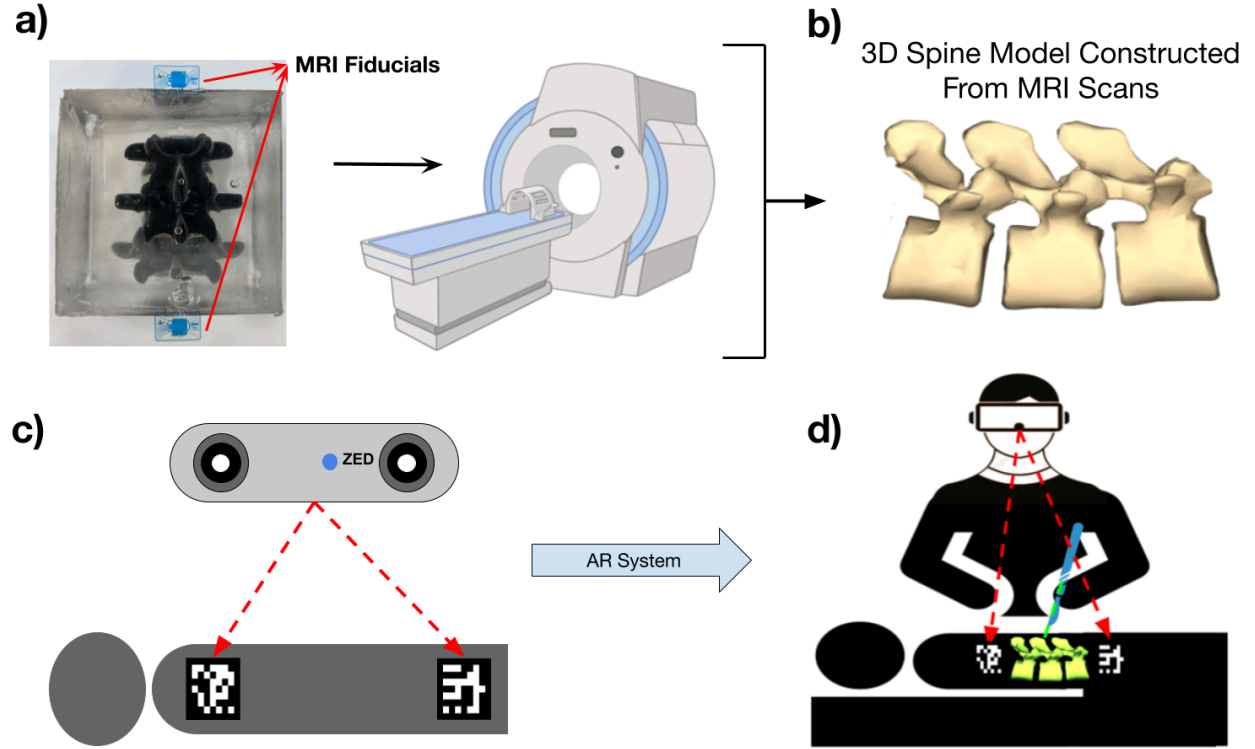 a)
MRI Fiducials
b)
3D Spine Model Constructed
From MRI Scans
c)
ZED
AR System
d)